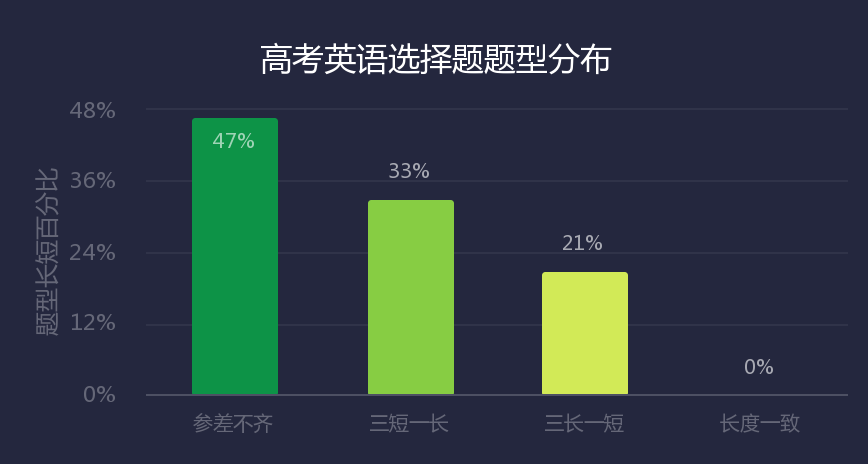 高考英语选择题题型分布
题型长短百分比
48%
36%
24%
12%
0%
47%
33%
21%
0%
参差不齐
三短一长
三长一短
长度一致